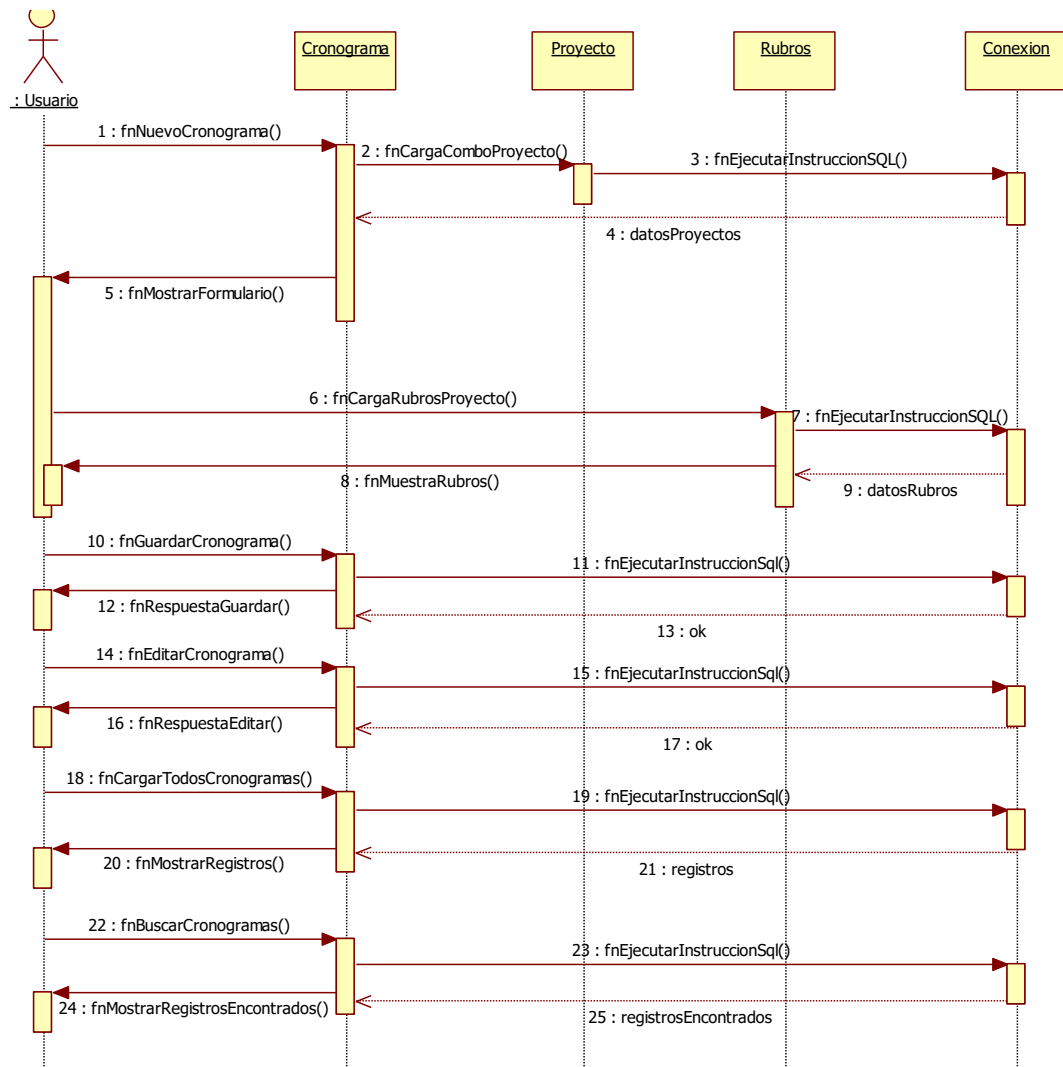 Cronograma
Proyecto
Rubros
Conexion
: Usuario
1 : fnNuevoCronograma()
2 : fnCargaComboProyecto()
3 : fnEjecutarInstruccionSQL()
4 : datosProyectos
5 : fnMostrarFormulario()
6 : fnCargaRubrosProyecto()
7 : fnEjecutarInstruccionSQL()
8 : fnMuestraRubros()
9 : datosRubros
10 : fnGuardarCronograma()
11 : fnEjecutarInstruccionSql()
12 : fnRespuestaGuardar()
13 : ok
14 : fnEditarCronograma()
15 : fnEjecutarInstruccionSql()
16 : fnRespuestaEditar()
17 : ok
18 : fnCargarTodosCronogramas()
19 : fnEjecutarInstruccionSql()
20 : fnMostrarRegistros()
21 : registros
22 : fnBuscarCronogramas()
23 : fnEjecutarInstruccionSql()
24 : fnMostrarRegistrosEncontrados()
25 : registrosEncontrados